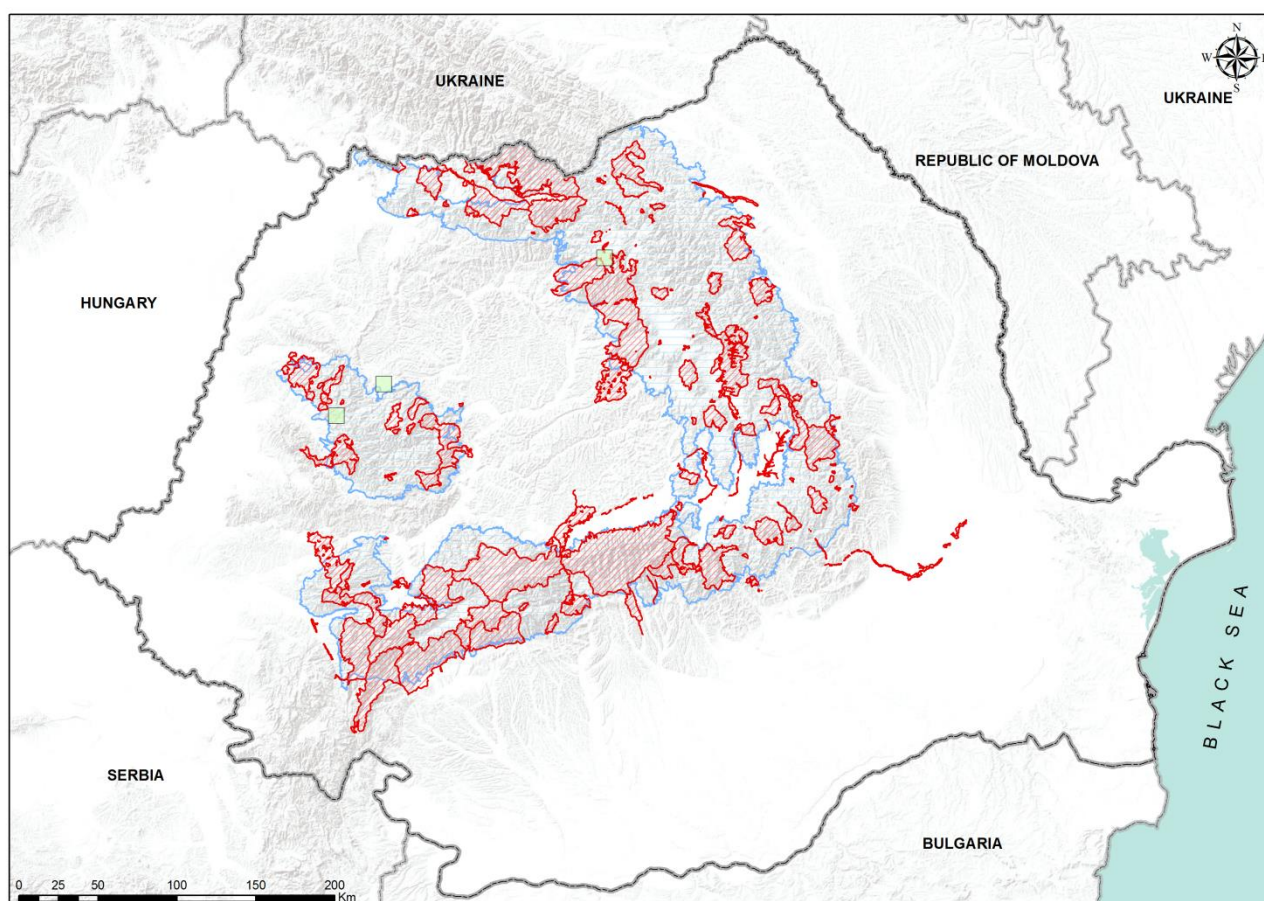 N
W E
S
UKRAINE
UKRAINE
REPUBLIC OF MOLDOVA
HUNGARY
BLACK SEA
SERBIA
BULGARIA
0 25 50 100 150 200
Km